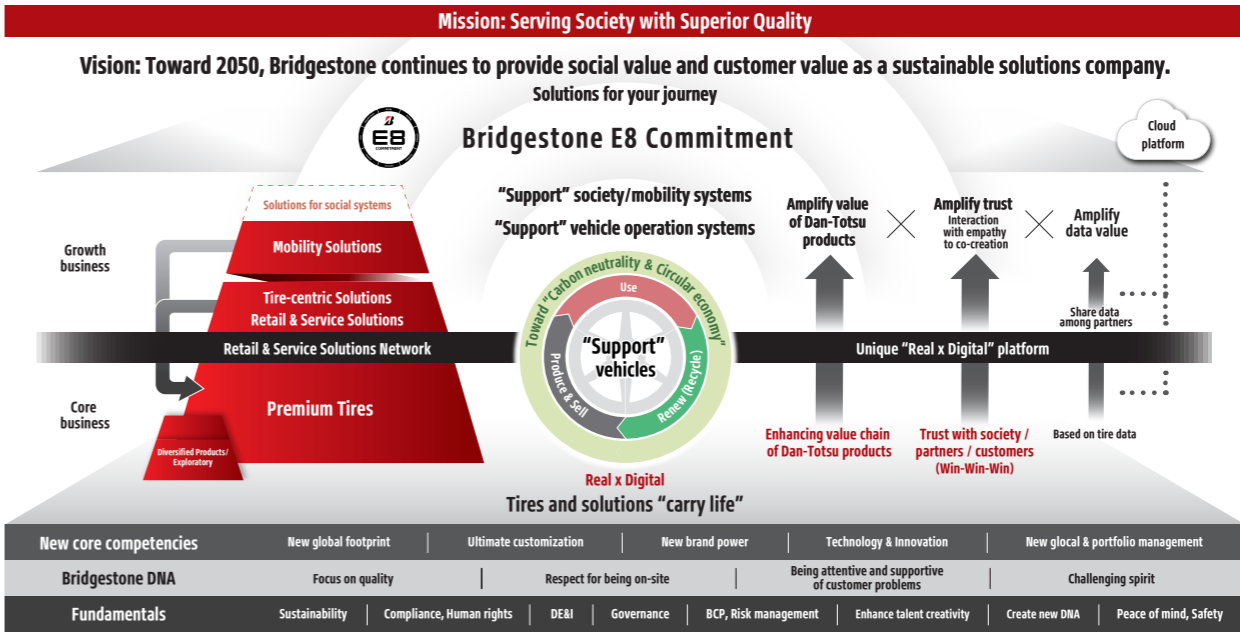 Mission: Serving Society with Superior Quality
Vision: Toward 2050, Bridgestone continues to provide social value and customer value as a sustainable solutions company.
Solutions for your journey
E8
COMMITMENT
Bridgestone E8 Commitment
Cloud
platform
Solutions for social systems
Mobility Solutions
Growth
business
Tire-centric Solutions
Retail & Service Solutions
Retail & Service Solutions Network
Core
business
Premium Tires
Diversified Products/
Exploratory
“Support” society/mobility systems
“Support” vehicle operation systems
Toward “Carbon neutrality & Circular economy”
Use
Produce & Sell
Renew (Recycle)
“Support”
vehicles
Real x Digital
Tires and solutions “carry life”
Amplify value
of Dan-Totsu
products
Amplify trust
Interaction
with empathy
to co-creation
Amplify
data value
Share data
among partners
Unique “Real x Digital” platform
Enhancing value chain
of Dan-Totsu products
Trust with society /
partners / customers
(Win-Win-Win)
Based on tire data
New core competencies
New global footprint
Ultimate customization
New brand power
Technology & Innovation
New glocal & portfolio management
Bridgestone DNA
Focus on quality
Respect for being on-site
Being attentive and supportive
of customer problems
Challenging spirit
Fundamentals
Sustainability
Compliance, Human rights
DE&I
Governance
BCP, Risk management
Enhance talent creativity
Create new DNA
Peace of mind, Safety